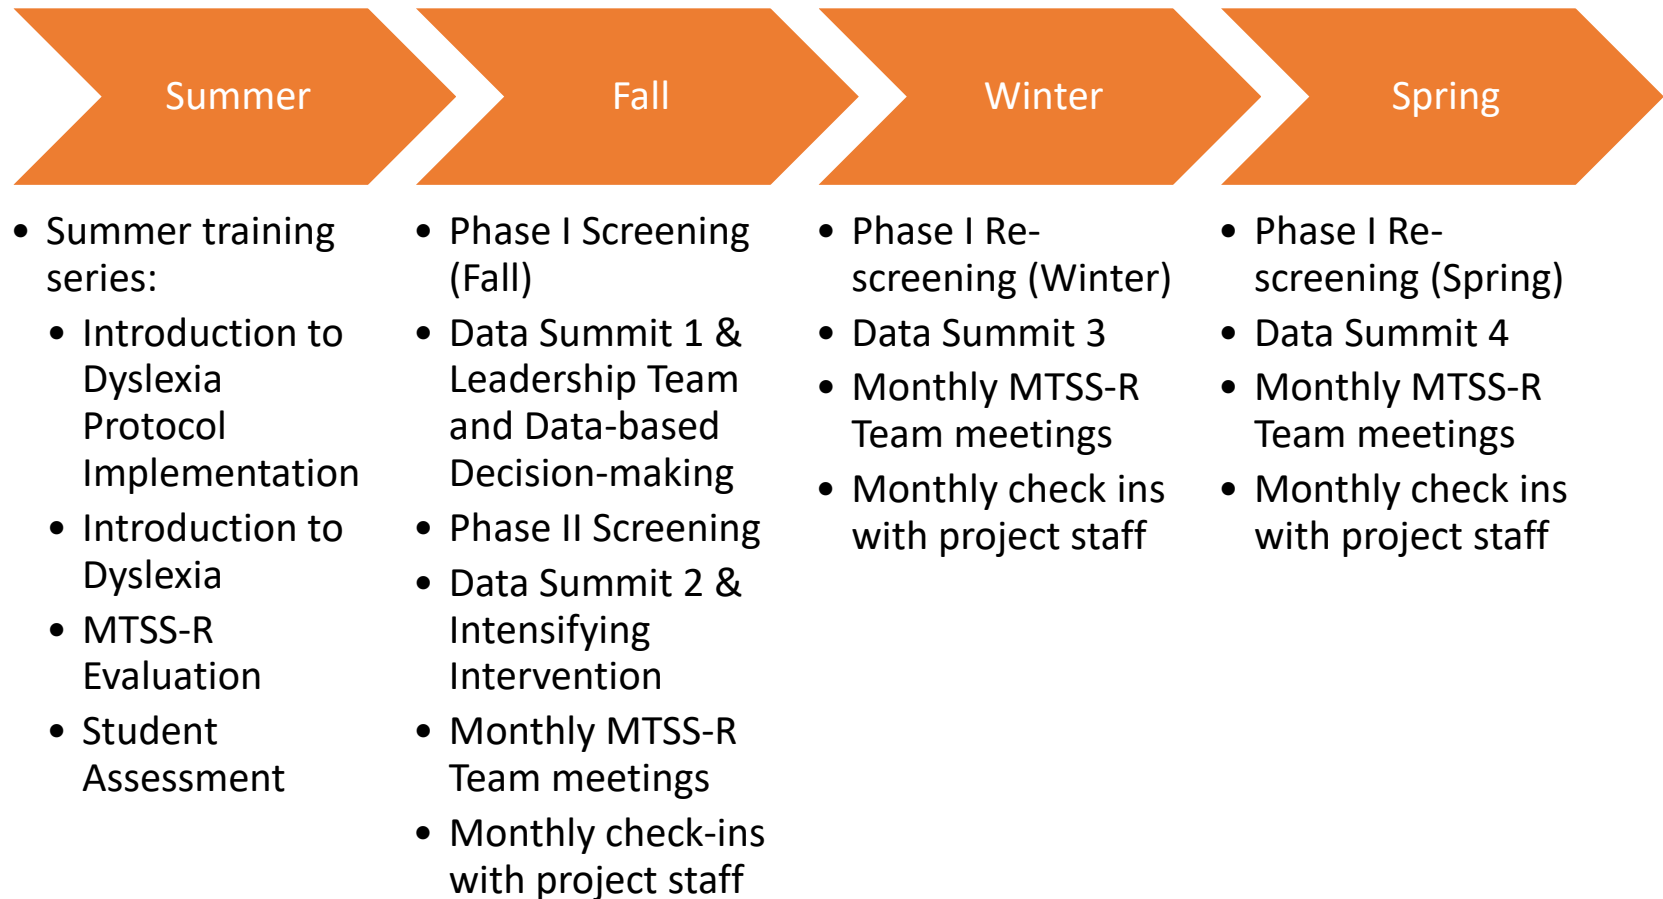 Summer
Fall
Winter
Spring
• Summer training
series:
• Introduction to
Dyslexia
Protocol
Implementation
• Introduction to
Dyslexia
• MTSS-R
Evaluation
• Student
Assessment
• Phase I Screening
(Fall)
• Data Summit 1 &
Leadership Team
and Data-based
Decision-making
• Phase II Screening
• Data Summit 2 &
Intensifying
Intervention
• Monthly MTSS-R
Team meetings
• Monthly check-ins
with project staff
• Phase I Re-
screening (Winter)
• Data Summit 3
• Monthly MTSS-R
Team meetings
• Monthly check ins
with project staff
• Phase I Re-
screening (Spring)
• Data Summit 4
• Monthly MTSS-R
Team meetings
• Monthly check ins
with project staff